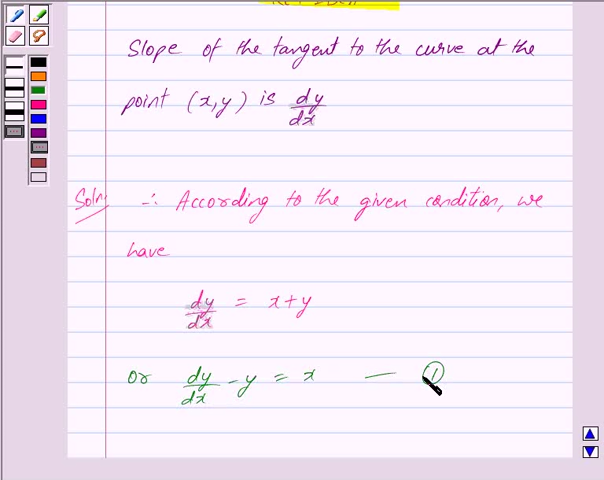 Slope of the tangent to the curve at the
point (x,y) is dy/dx
Soln: ∴ According to the given condition, we
have
dy/dx = x+y
or dy/dx - y = x — ①